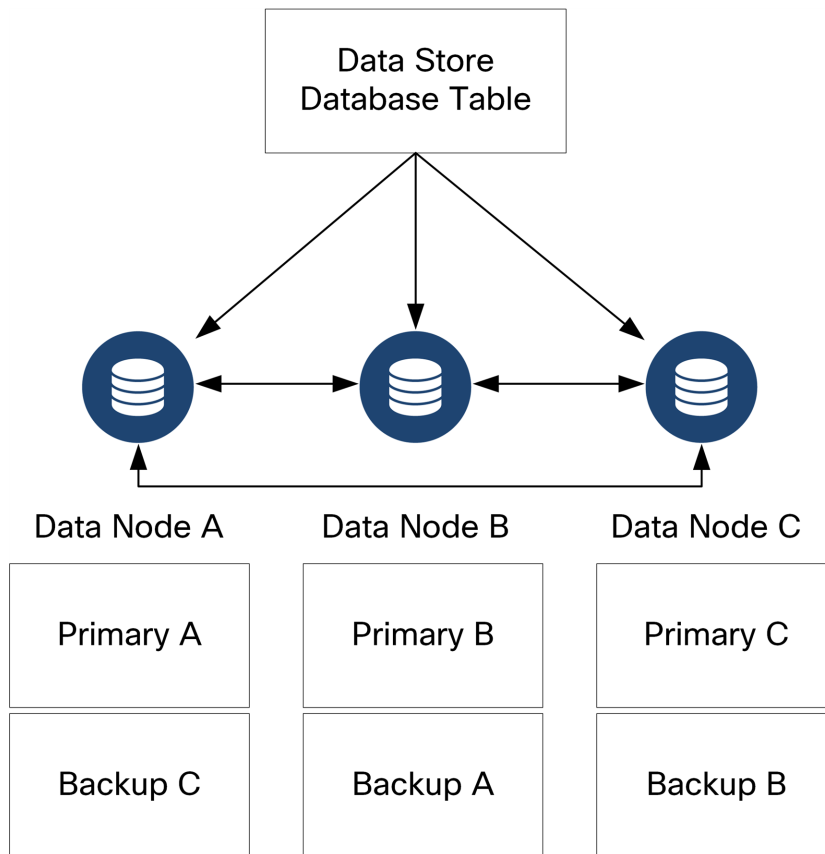 Data Store
Database Table
Data Node A
Data Node B
Data Node C
Primary A
Primary B
Primary C
Backup C
Backup A
Backup B